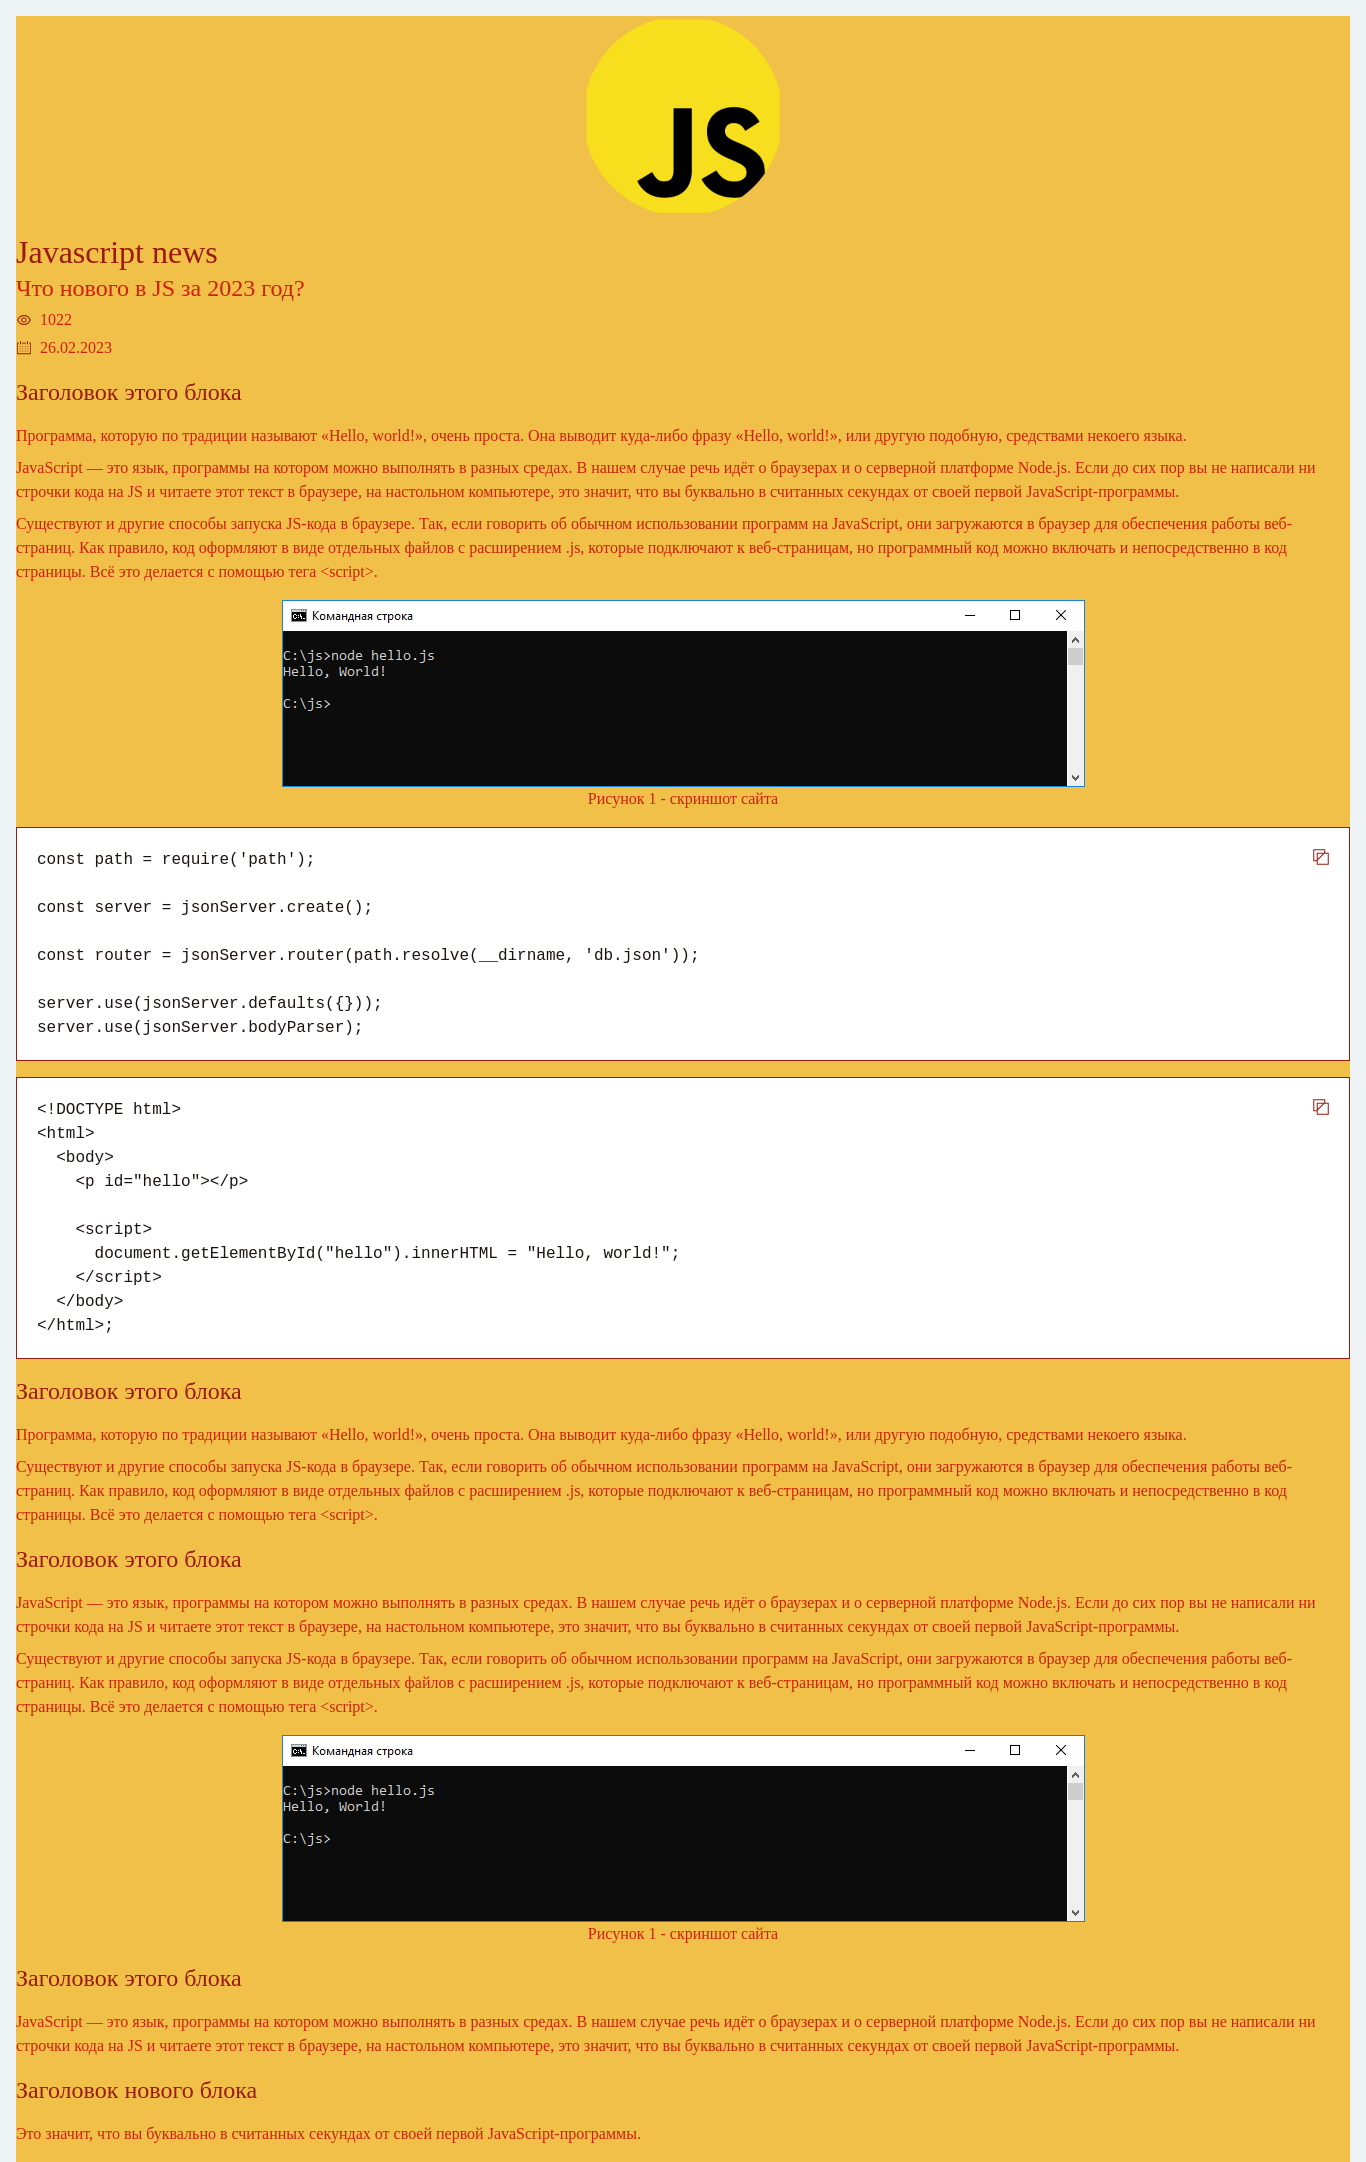 JS
Javascript news
Что нового в JS за 2023 год?
1022
26.02.2023
Заголовок этого блока
Программа, которую по традиции называют «Hello, world!», очень проста. Она выводит куда-либо фразу «Hello, world!», или другую подобную, средствами некоего языка.
JavaScript — это язык, программы на котором можно выполнять в разных средах. В нашем случае речь идёт о браузерах и о серверной платформе Node.js. Если до сих пор вы не написали ни
строчки кода на JS и читаете этот текст в браузере, на настольном компьютере, это значит, что вы буквально в считанных секундах от своей первой JavaScript-программы.
Существуют и другие способы запуска JS-кода в браузере. Так, если говорить об обычном использовании программ на JavaScript, они загружаются в браузер для обеспечения работы веб-
страниц. Как правило, код оформляют в виде отдельных файлов с расширением .js, которые подключают к веб-страницам, но программный код можно включать и непосредственно в код
страницы. Всё это делается с помощью тега <script>.
Командная строка
C:\js>node hello.js
Hello, World!
C:\js>
Рисунок 1 - скриншот сайта
const path = require('path');
const server = jsonServer.create();
const router = jsonServer.router(path.resolve(__dirname, 'db.json'));
server.use(jsonServer.defaults({}));
server.use(jsonServer.bodyParser);
<!DOCTYPE html>
<html>
  <body>
    <p id="hello"></p>
    <script>
      document.getElementById("hello").innerHTML = "Hello, world!";
    </script>
  </body>
</html>;
Заголовок этого блока
Программа, которую по традиции называют «Hello, world!», очень проста. Она выводит куда-либо фразу «Hello, world!», или другую подобную, средствами некоего языка.
Существуют и другие способы запуска JS-кода в браузере. Так, если говорить об обычном использовании программ на JavaScript, они загружаются в браузер для обеспечения работы веб-
страниц. Как правило, код оформляют в виде отдельных файлов с расширением .js, которые подключают к веб-страницам, но программный код можно включать и непосредственно в код
страницы. Всё это делается с помощью тега <script>.
Заголовок этого блока
JavaScript — это язык, программы на котором можно выполнять в разных средах. В нашем случае речь идёт о браузерах и о серверной платформе Node.js. Если до сих пор вы не написали ни
строчки кода на JS и читаете этот текст в браузере, на настольном компьютере, это значит, что вы буквально в считанных секундах от своей первой JavaScript-программы.
Существуют и другие способы запуска JS-кода в браузере. Так, если говорить об обычном использовании программ на JavaScript, они загружаются в браузер для обеспечения работы веб-
страниц. Как правило, код оформляют в виде отдельных файлов с расширением .js, которые подключают к веб-страницам, но программный код можно включать и непосредственно в код
страницы. Всё это делается с помощью тега <script>.
Командная строка
C:\js>node hello.js
Hello, World!
C:\js>
Рисунок 1 - скриншот сайта
Заголовок этого блока
JavaScript — это язык, программы на котором можно выполнять в разных средах. В нашем случае речь идёт о браузерах и о серверной платформе Node.js. Если до сих пор вы не написали ни
строчки кода на JS и читаете этот текст в браузере, на настольном компьютере, это значит, что вы буквально в считанных секундах от своей первой JavaScript-программы.
Заголовок нового блока
Это значит, что вы буквально в считанных секундах от своей первой JavaScript-программы.